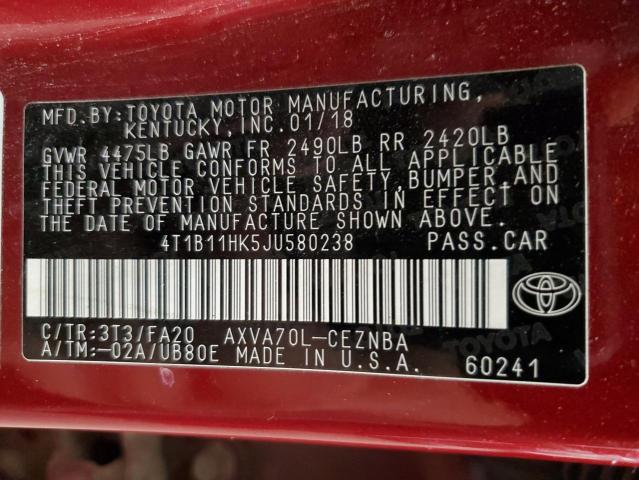 MFD.BY:TOYOTA MOTOR MANUFACTURING,
KENTUCKY,INC.01/18
GVWR 4475LB GAWR FR 2490LB RR 2420LB
THIS VEHICLE CONFORMS TO ALL APPLICABLE
FEDERAL MOTOR VEHICLE SAFETY,BUMPER,AND
THEFT PREVENTION STANDARDS IN EFFECT ON
THE DATE OF MANUFACTURE SHOWN ABOVE.
4T1B11HK5JU580238 PASS.CAR
C/TR:3T3/FA20 AXVA70L-CEZNBA
A/TM:-02A/UB80E MADE IN U.S.A. 60241